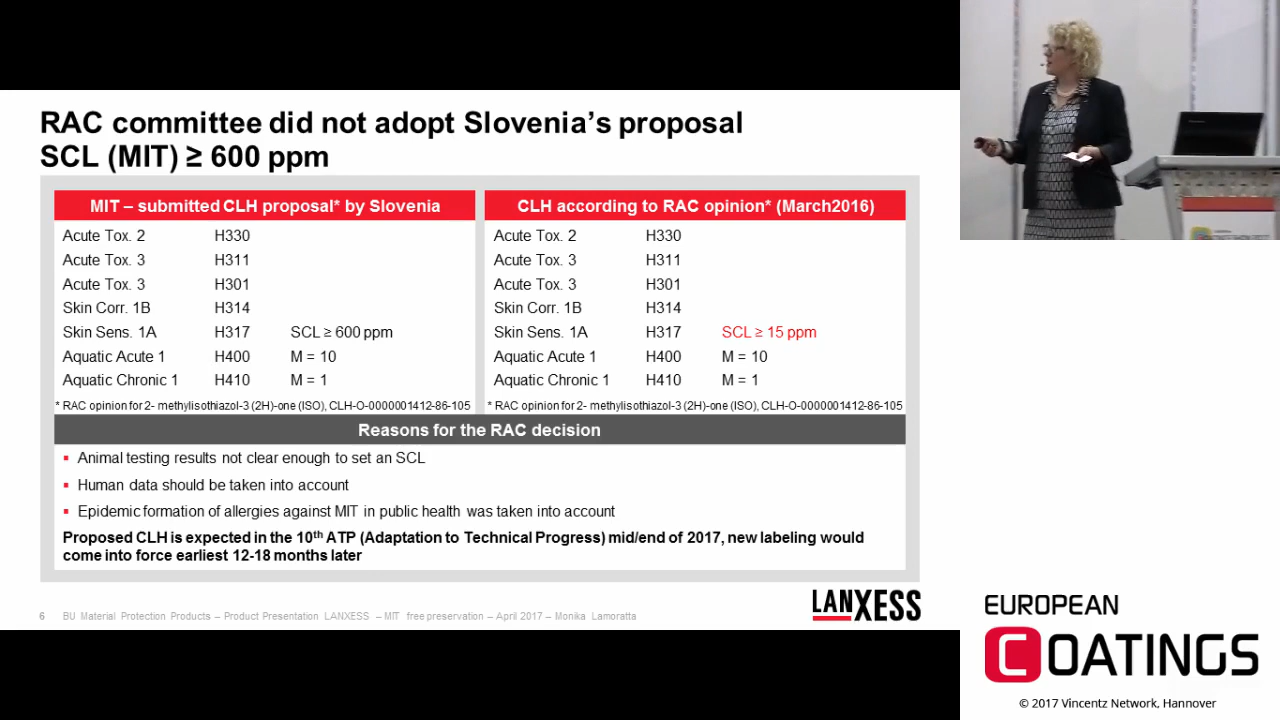 RAC committee did not adopt Slovenia's proposal
SCL (MIT) ≥ 600 ppm
MIT – submitted CLH proposal* by Slovenia
Acute Tox. 2 H330
Acute Tox. 3 H311
Acute Tox. 3 H301
Skin Corr. 1B H314
Skin Sens. 1A H317 SCL ≥ 600 ppm
Aquatic Acute 1 H400 M = 10
Aquatic Chronic 1 H410 M = 1
* RAC opinion for 2- methylisothiazol-3 (2H)-one (ISO), CLH-O-0000001412-86-105
CLH according to RAC opinion* (March2016)
Acute Tox. 2 H330
Acute Tox. 3 H311
Acute Tox. 3 H301
Skin Corr. 1B H314
Skin Sens. 1A H317 SCL ≥ 15 ppm
Aquatic Acute 1 H400 M = 10
Aquatic Chronic 1 H410 M = 1
* RAC opinion for 2- methylisothiazol-3 (2H)-one (ISO), CLH-O-0000001412-86-105
Reasons for the RAC decision
Animal testing results not clear enough to set an SCL
Human data should be taken into account
Epidemic formation of allergies against MIT in public health was taken into account
Proposed CLH is expected in the 10th ATP (Adaptation to Technical Progress) mid/end of 2017, new labeling would
come into force earliest 12-18 months later
6 BU Material Protection Products – Product Presentation LANXESS – MIT free preservation – April 2017 – Monika Lamoratta
LANXESS
EUROPEAN
COATINGS
© 2017 Vincentz Network, Hannover